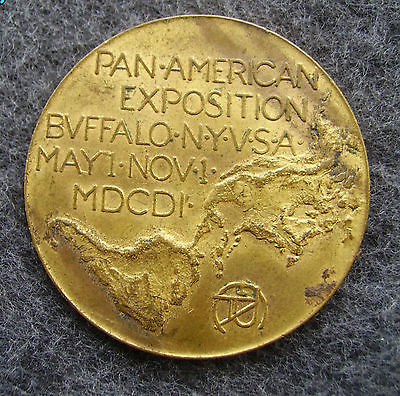 PAN·AMERICAN
EXPOSITION
BVFFALO·N·Y·V·S·A·
MAY·1·NOV·1·
MDCDI·